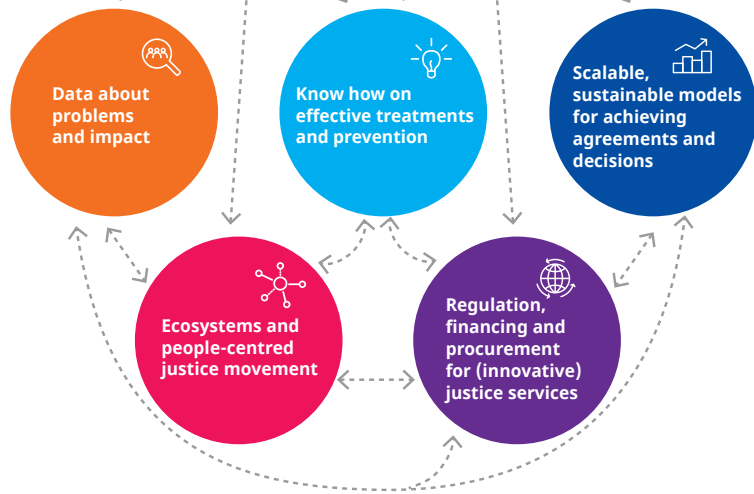 Data about
problems
and impact
Know how on
effective treatments
and prevention
Scalable,
sustainable models
for achieving
agreements and
decisions
Ecosystems and
people-centred
justice movement
Regulation,
financing and
procurement
for (innovative)
justice services